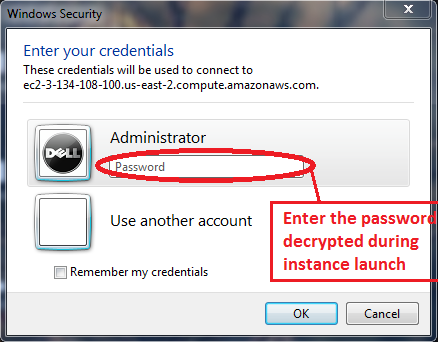 Windows Security
Enter your credentials
These credentials will be used to connect to
ec2-3-134-108-100.us-east-2.compute.amazonaws.com.
DELL
Administrator
Password
Use another account
Enter the password
decrypted during
instance launch
Remember my credentials
OK
Cancel